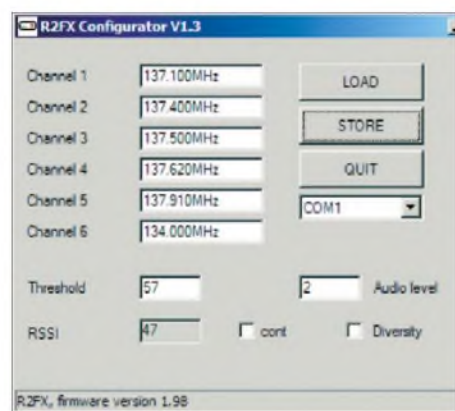 R2FX Configurator V1.3
Channel 1 137.100MHz LOAD
Channel 2 137.400MHz STORE
Channel 3 137.500MHz
Channel 4 137.620MHz QUIT
Channel 5 137.910MHz COM1
Channel 6 134.000MHz
Threshold 57 2 Audio level
RSSI 47 cont Diversity
R2FX, firmware version 1.98